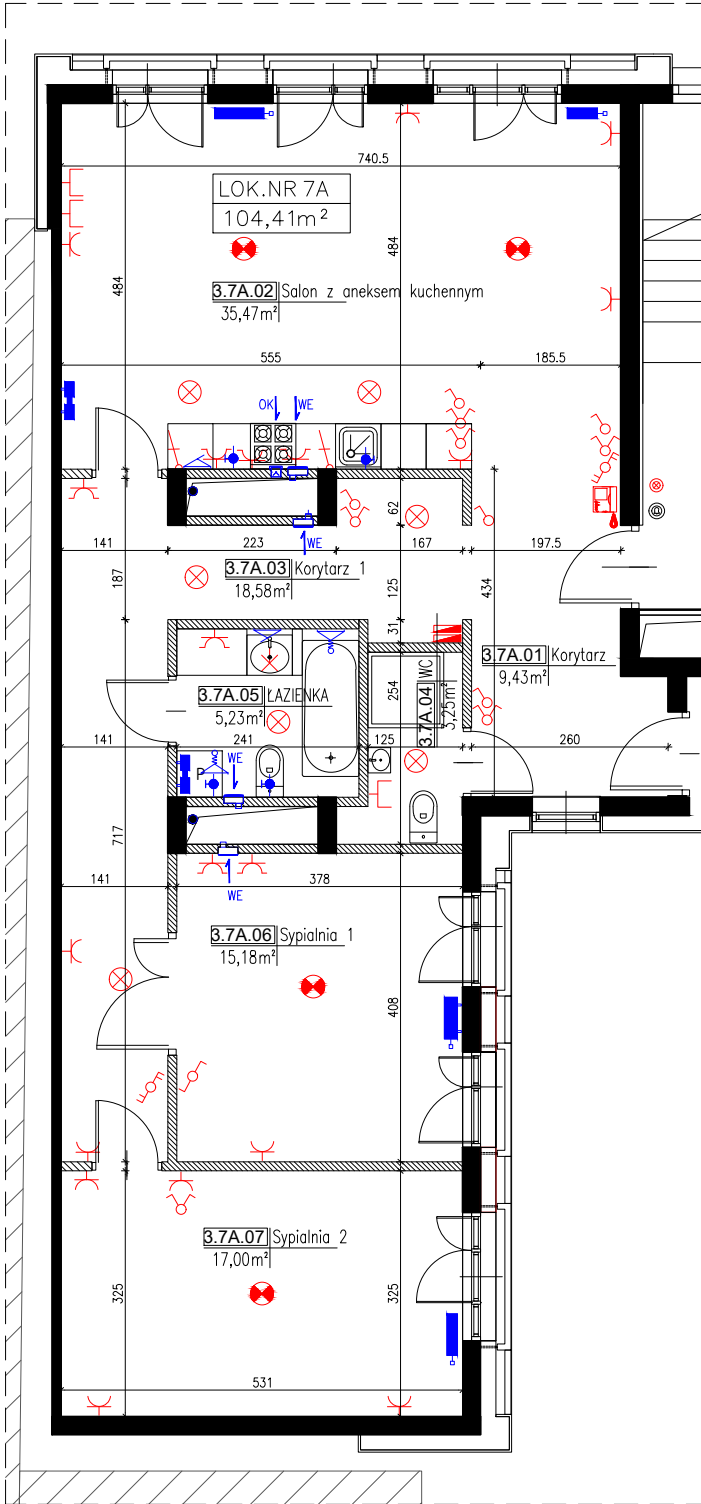 740.5
LOK.NR 7A
104,41m²
484
484
3.7A.02 Salon z aneksem kuchennym
35,47m²
555
185.5
OK
WE
62
141
223
WE
167
197.5
187
3.7A.03 Korytarz 1
18,58m²
125
434
31
3.7A.01 Korytarz
9,43m²
254
3.7A.04 WC
3.7A.05 ŁAZIENKA
5,23m²
141
241
125
260
WE
P
717
141
378
WE
3.7A.06 Sypialnia 1
15,18m²
408
3.7A.07 Sypialnia 2
17,00m²
325
325
531